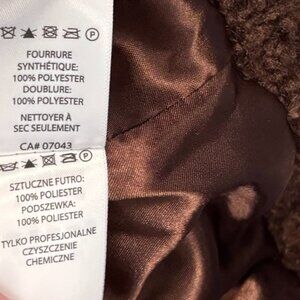 P
FOURRURE
SYNTHÉTIQUE:
100% POLYESTER
DOUBLURE:
100% POLYESTER
NETTOYER À
SEC SEULEMENT
CA# 07043
P
SZTUCZNE FUTRO:
100% POLIESTER
PODSZEWKA:
100% POLIESTER
TYLKO PROFESJONALNE
CZYSZCZENIE
CHEMICZNE